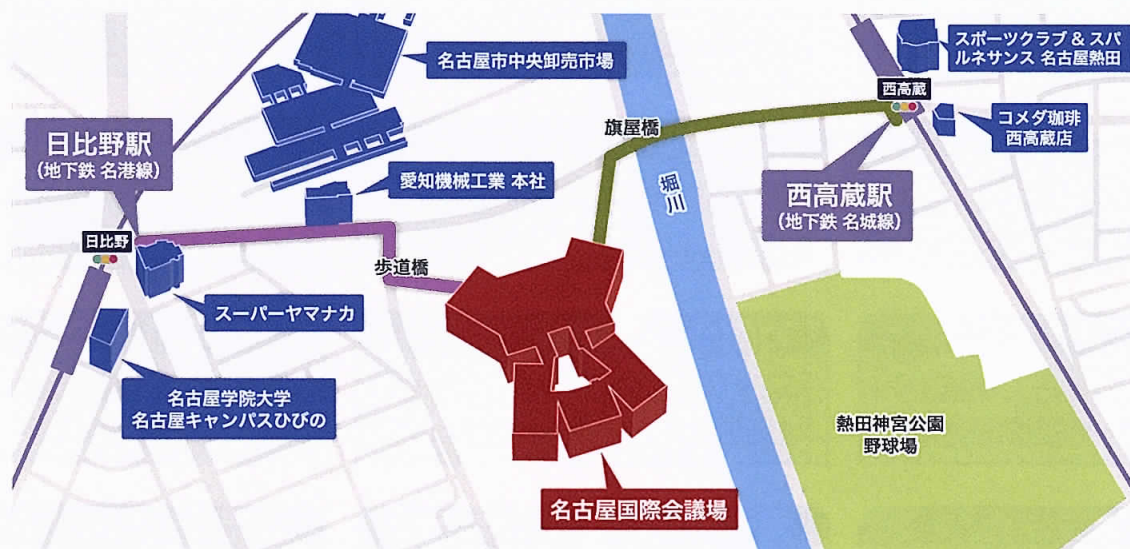 名古屋市中央卸売市場
スポーツクラブ & スパ
ルネサンス 名古屋熱田
西高蔵
コメダ珈琲
西高蔵店
旗屋橋
日比野駅
(地下鉄 名港線)
愛知機械工業 本社
堀川
西高蔵駅
(地下鉄 名城線)
日比野
歩道橋
スーパーヤマナカ
名古屋学院大学
名古屋キャンパスひびの
熱田神宮公園
野球場
名古屋国際会議場